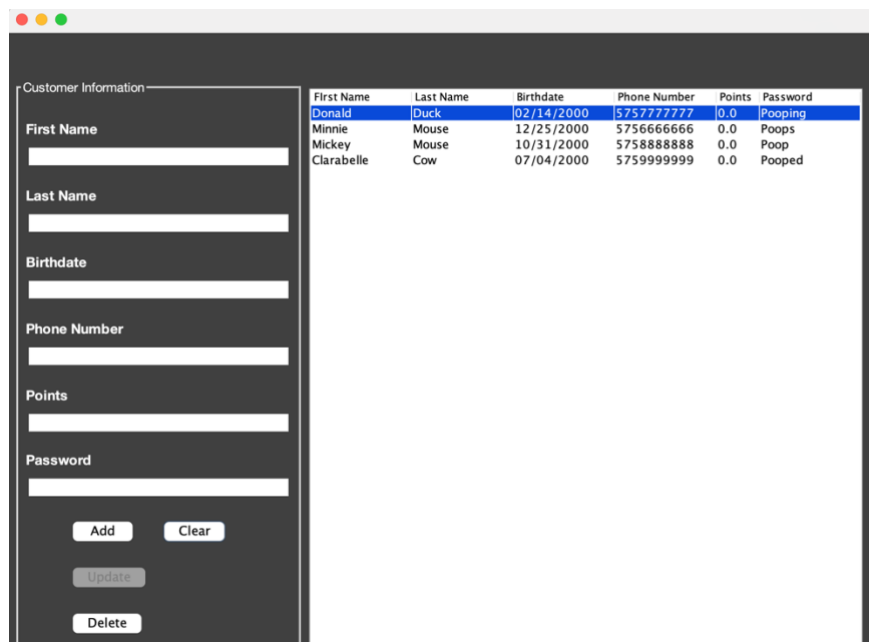 Customer Information
First Name
Last Name
Birthdate
Phone Number
Points
Password
Add Clear
Update
Delete
FIrst Name Last Name Birthdate Phone Number Points Password
Donald Duck 02/14/2000 5757777777 0.0 Pooping
Minnie Mouse 12/25/2000 5756666666 0.0 Poops
Mickey Mouse 10/31/2000 5758888888 0.0 Poop
Clarabelle Cow 07/04/2000 5759999999 0.0 Pooped